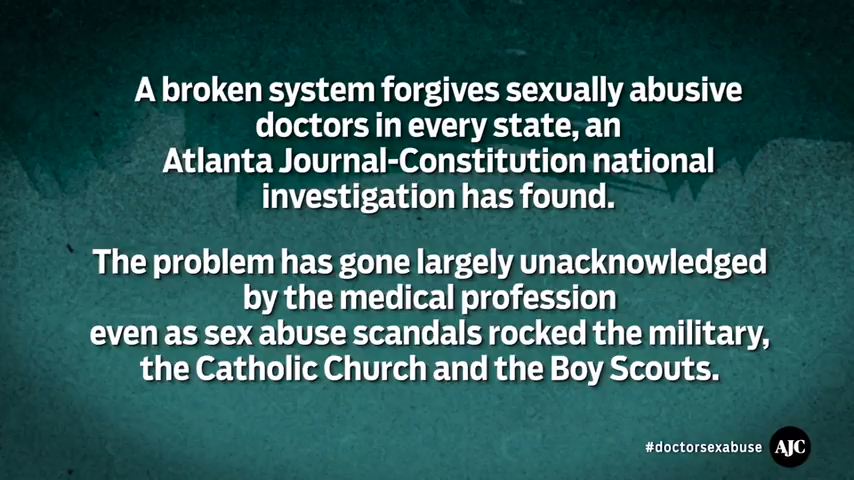 A broken system forgives sexually abusive
doctors in every state, an
Atlanta Journal-Constitution national
investigation has found.
The problem has gone largely unacknowledged
by the medical profession
even as sex abuse scandals rocked the military,
the Catholic Church and the Boy Scouts.
#doctorsexabuse AJC